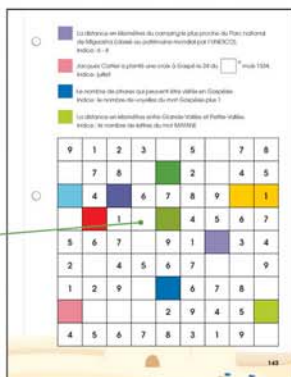 La distance en kilomètres du camping le plus proche du Parc national
de Miguasha (classé au patrimoine mondial par l'UNESCO).
Indice : 6 - 4
Jacques Cartier a planté une croix à Gaspé le 24 du e mois 1534.
Indice : juillet
Le nombre de phares qui peuvent être visités en Gaspésie.
Indice : le nombre de voyelles du mot Gaspésie plus 1
La distance en kilomètres entre Grande-Vallée et Petite-Vallée.
Indice : le nombre de lettres du mot
9 1 2 3 5 7 8
7 8 2 4 5
4 6 7 8 9 1
1 4 5 6 7
5 6 7 9 1 3 4
2 4 5 6 7 9
1 2 9 6 7 8
2 9 4 5
4 5 6 7 8 3 1 9
143